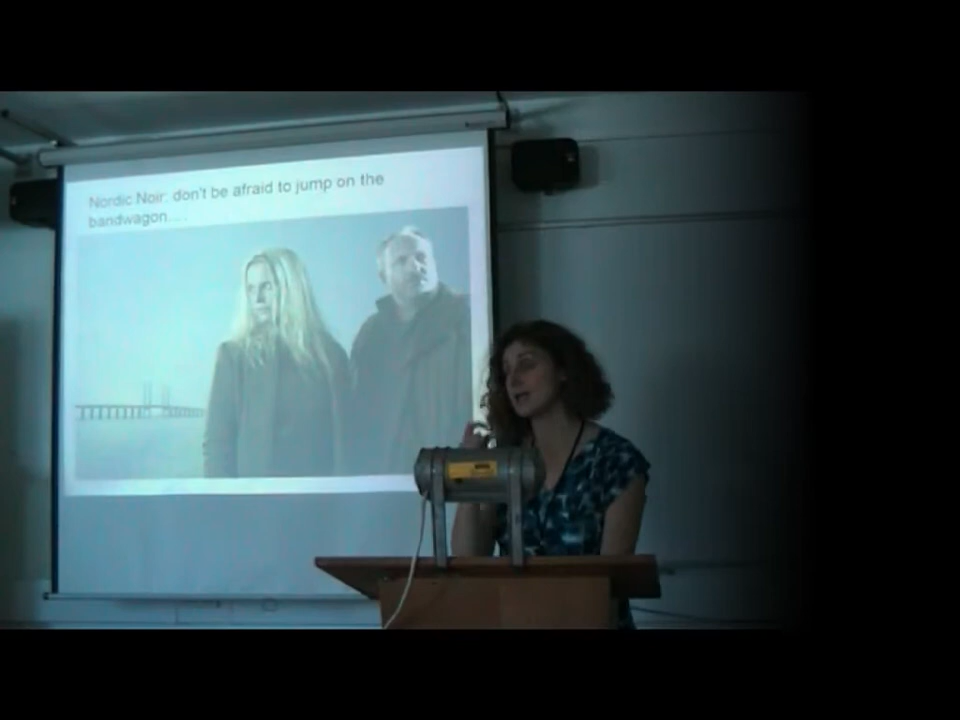 Nordic Noir: don't be afraid to jump on the
bandwagon....